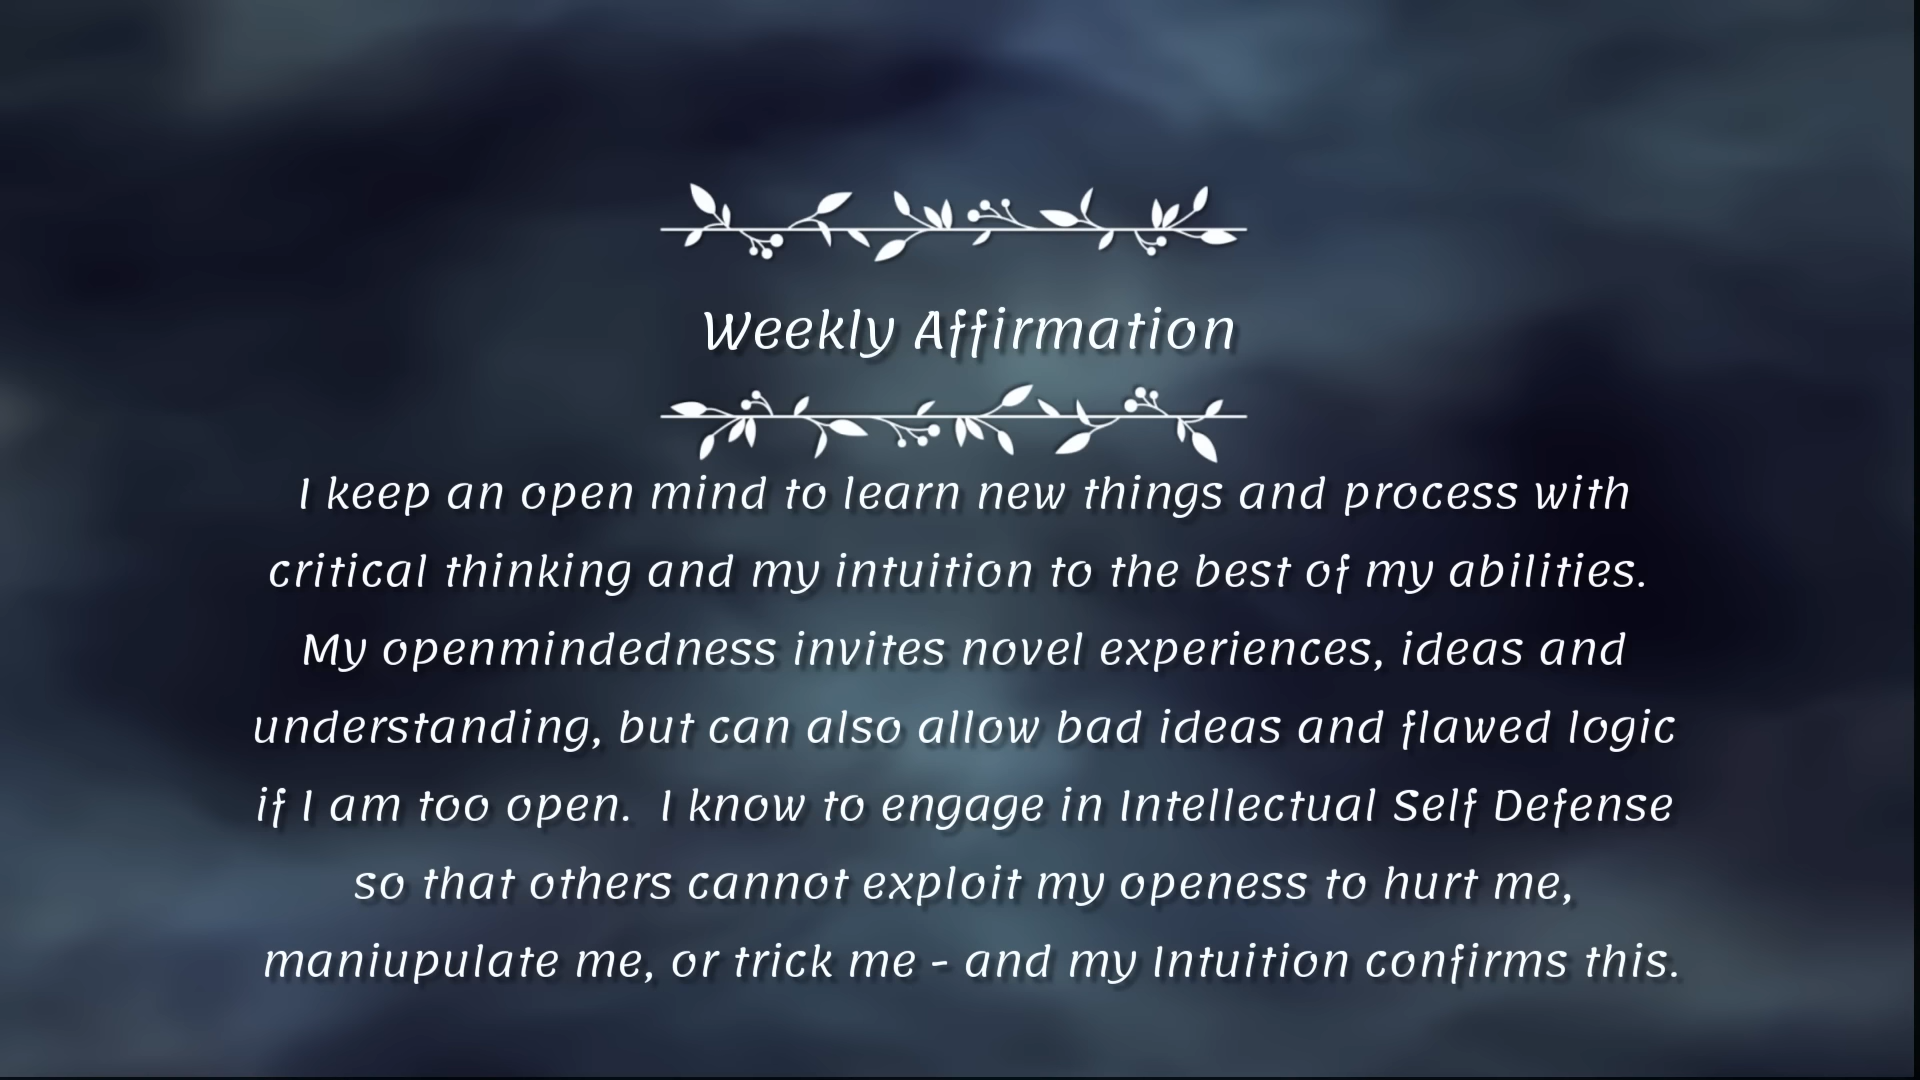 Weekly Affirmation
I keep an open mind to learn new things and process with
critical thinking and my intuition to the best of my abilities.
My openmindedness invites novel experiences, ideas and
understanding, but can also allow bad ideas and flawed logic
if I am too open.  I know to engage in Intellectual Self Defense
so that others cannot exploit my openess to hurt me,
maniupulate me, or trick me - and my Intuition confirms this.